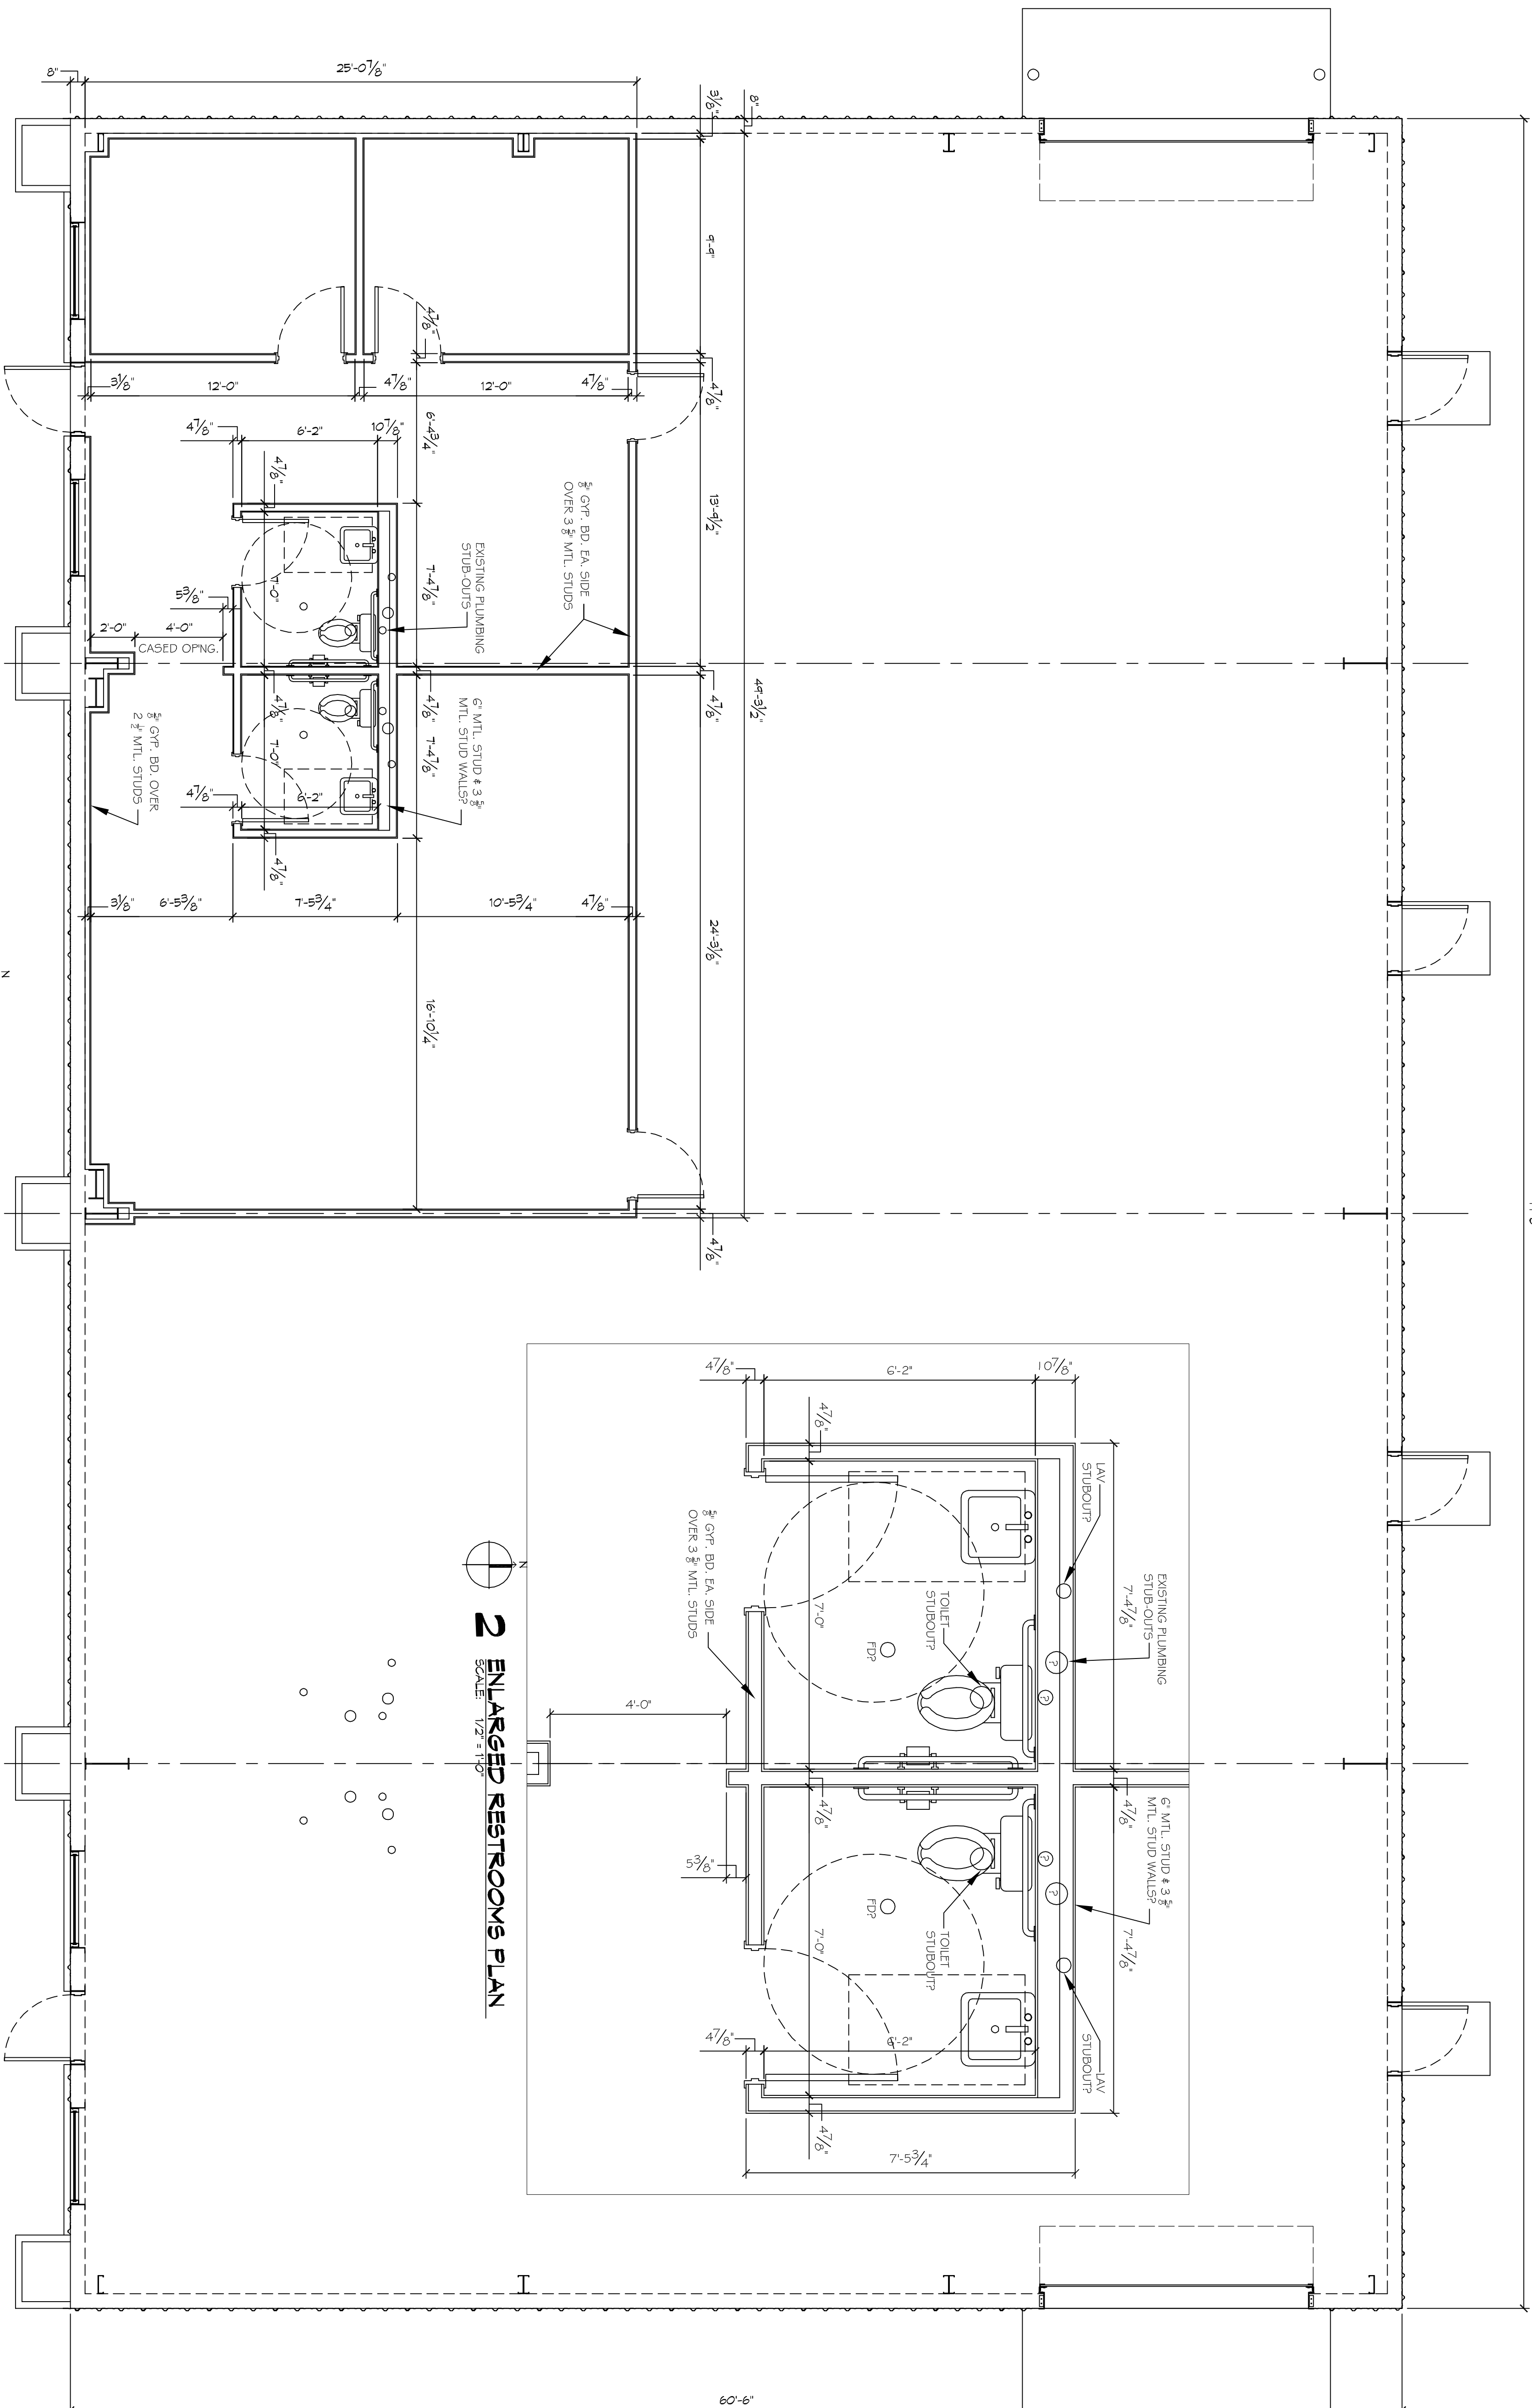 8"
25'-0 7/8"
3 1/8"
8"
9'-9"
4 7/8"
3 1/8"
12'-0"
4 7/8"
12'-0"
4 7/8"
4 7/8"
6'-4 3/4"
4 7/8"
6'-2"
10 7/8"
4 7/8"
13'-9 1/2"
5/8" GYP. BD. EA. SIDE
OVER 3 5/8" MTL. STUDS
EXISTING PLUMBING
STUB-OUTS
7'-4 7/8"
7'-0"
5 3/8"
2'-0"
4'-0"
CASED OPNG.
49'-3 1/2"
4 7/8"
4 7/8"
4 7/8"
6" MTL. STUD & 3 5/8"
MTL. STUD WALLS?
7'-4 7/8"
7'-0"
5/8" GYP. BD. OVER
2 1/2" MTL. STUDS
4 7/8"
6'-2"
4 7/8"
3 1/8"
6'-5 3/8"
7'-5 3/4"
10'-5 3/4"
4 7/8"
24'-3 1/8"
N
16'-10 1/4"
4 7/8"
4 7/8"
6'-2"
10 7/8"
4 7/8"
LAV
STUBOUT?
EXISTING PLUMBING
STUB-OUTS
7'-4 7/8"
5/8" GYP. BD. EA. SIDE
OVER 3 5/8" MTL. STUDS
7'-0"
TOILET
STUBOUT?
FD?
?
?
N
2 ENLARGED RESTROOMS PLAN
SCALE: 1/2" = 1'-0"
4'-0"
4 7/8"
4 7/8"
6" MTL. STUD & 3 5/8"
MTL. STUD WALLS?
5 3/8"
?
?
FD?
TOILET
STUBOUT?
7'-0"
7'-4 7/8"
4 7/8"
6'-2"
LAV
STUBOUT?
4 7/8"
7'-5 3/4"
60'-6"